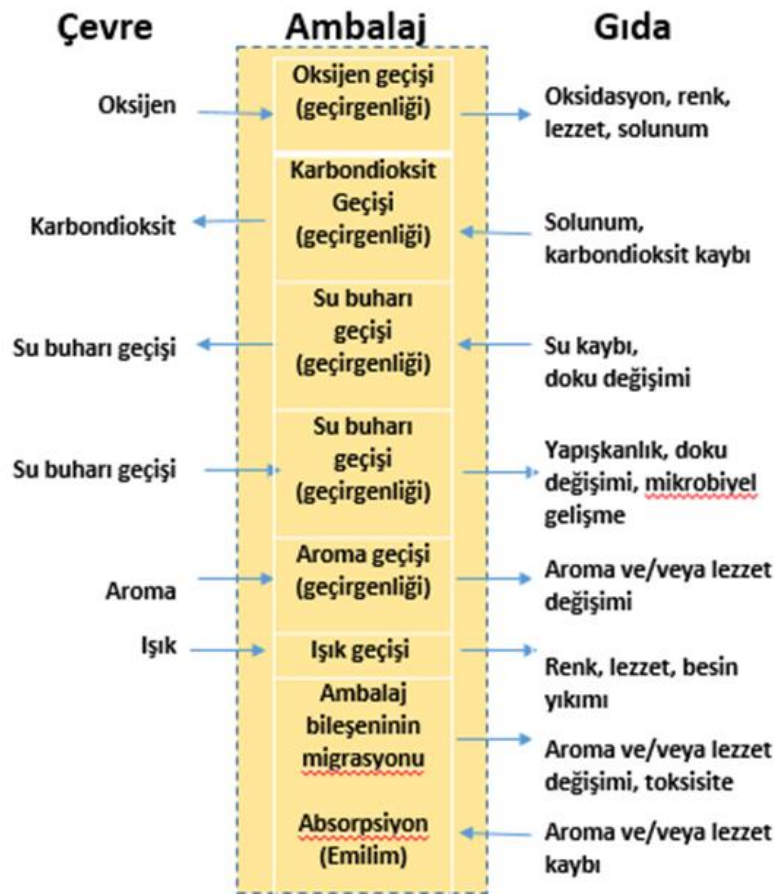 Çevre
Ambalaj
Gıda
Oksijen
Oksijen geçişi
(geçirgenliği)
Oksidasyon, renk,
lezzet, solunum
Karbondioksit
Karbondioksit
Geçişi
(geçirgenliği)
Solunum,
karbondioksit kaybı
Su buharı geçişi
Su buharı
geçişi
(geçirgenliği)
Su kaybı,
doku değişimi
Su buharı geçişi
Su buharı
geçişi
(geçirgenliği)
Yapışkanlık, doku
değişimi, mikrobiyel
gelişme
Aroma
Aroma geçişi
(geçirgenliği)
Aroma ve/veya lezzet
değişimi
Işık
Işık geçişi
Renk, lezzet, besin
yıkımı
Ambalaj
bileşeninin
migrasyonu
Aroma ve/veya lezzet
değişimi, toksisite
Absorpsiyon
(Emilim)
Aroma ve/veya lezzet
kaybı